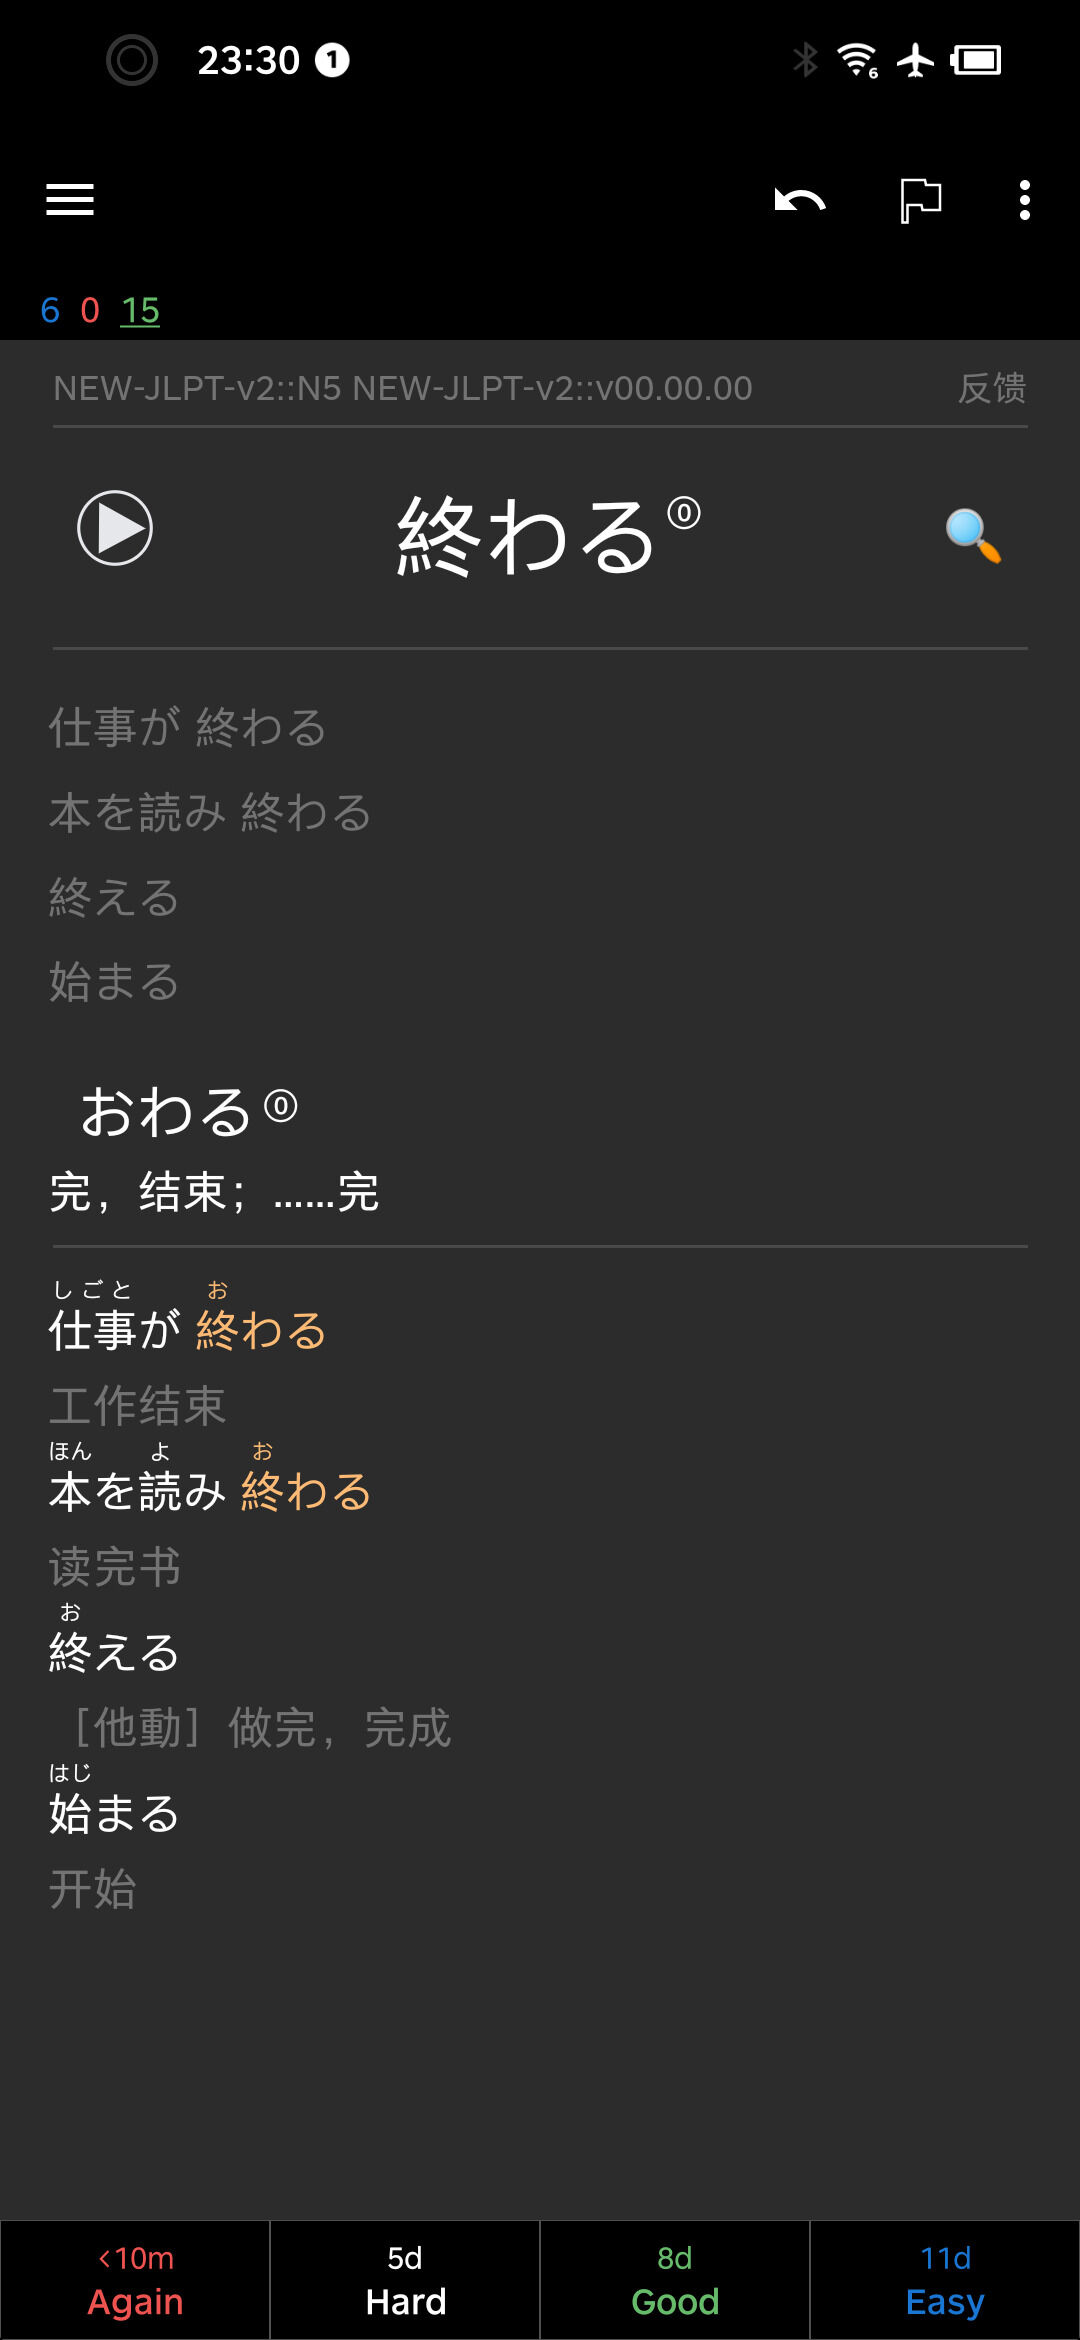 23:30 1
6
6 0 15
NEW-JLPT-v2::N5 NEW-JLPT-v2::v00.00.00 反馈
終わる⓪
仕事が 終わる
本を読み 終わる
終える
始まる
おわる⓪
完，结束；……完
しごと お
仕事が 終わる
工作结束
ほん よ お
本を読み 終わる
读完书
お
終える
［他動］做完，完成
はじ
始まる
开始
<10m 5d 8d 11d
Again Hard Good Easy